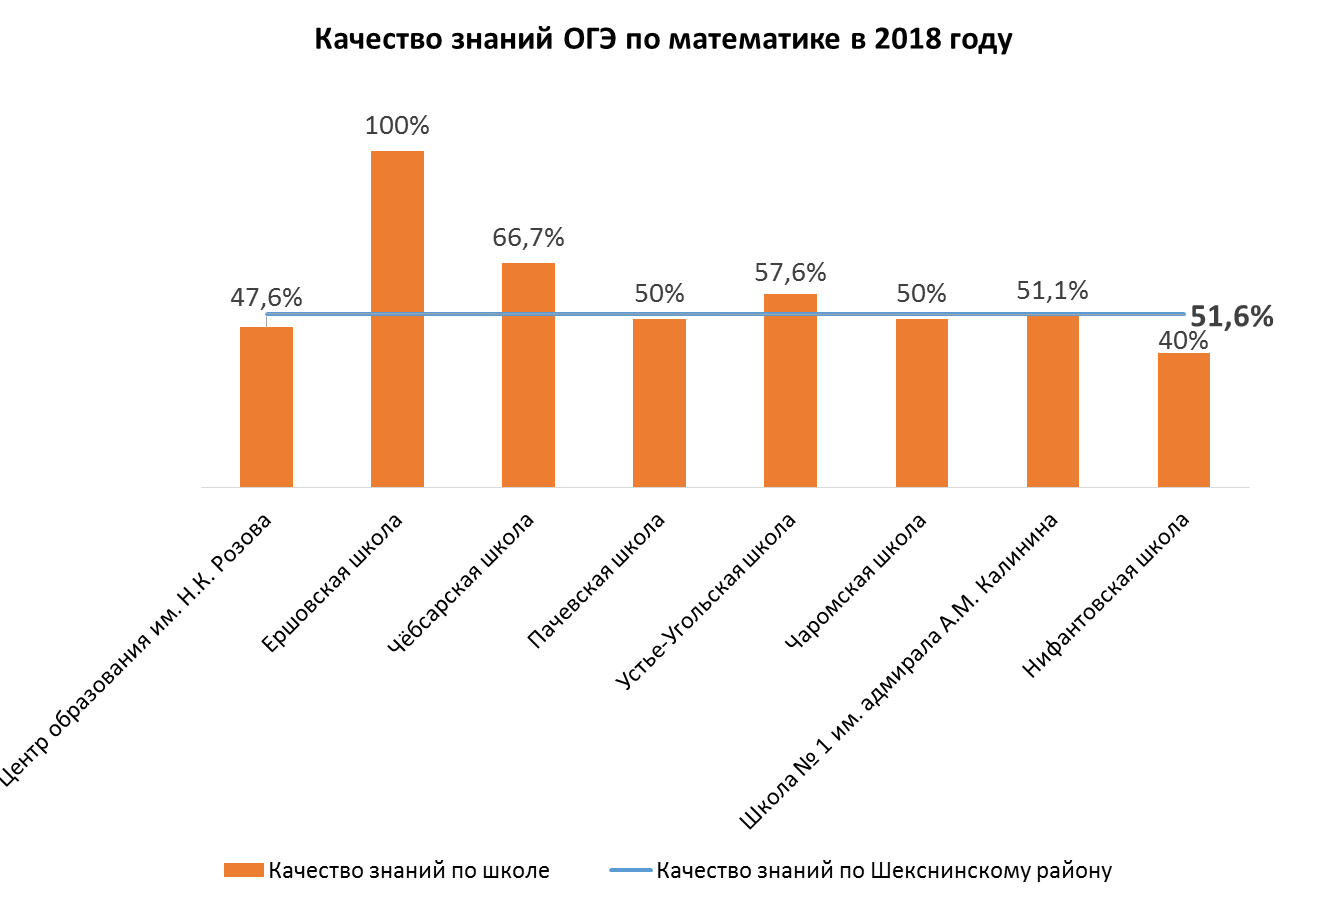 Качество знаний ОГЭ по математике в 2018 году
47,6%
100%
66,7%
50%
57,6%
50%
51,1%
40%
51,6%
Центр образования им. Н.К. Розова
Ершовская школа
Чёбсарская школа
Пачевская школа
Устье-Угольская школа
Чаромская школа
Школа № 1 им. адмирала А.М. Калинина
Нифантовская школа
Качество знаний по школе
Качество знаний по Шекснинскому району